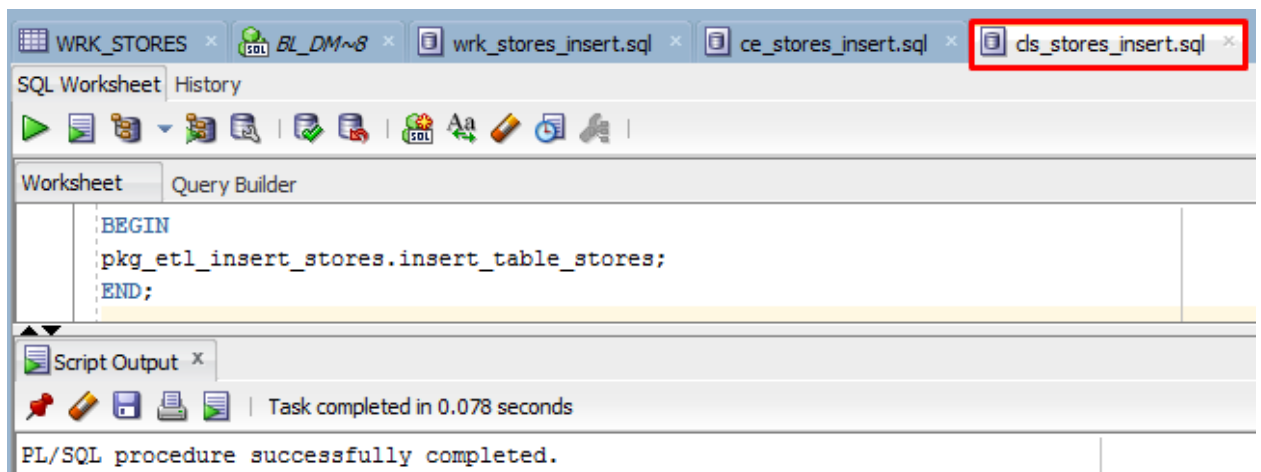 WRK_STORES BL_DM~8 wrk_stores_insert.sql ce_stores_insert.sql cls_stores_insert.sql
SQL Worksheet History
Worksheet Query Builder
BEGIN
pkg_etl_insert_stores.insert_table_stores;
END;
Script Output x
Task completed in 0.078 seconds
PL/SQL procedure successfully completed.